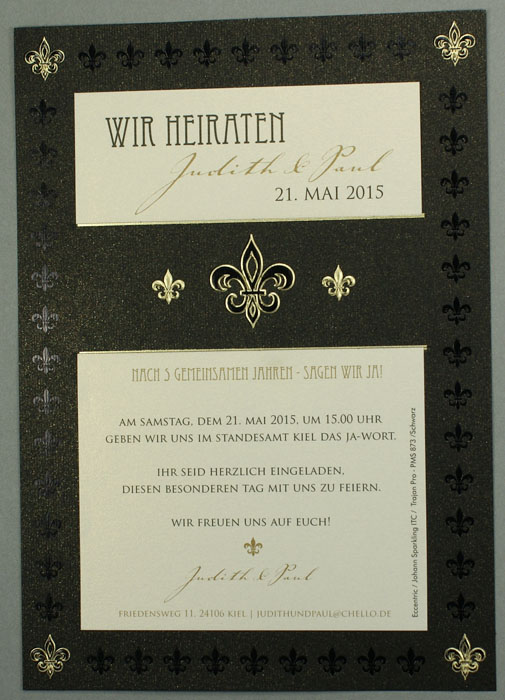 WIR HEIRATEN
Judith & Paul
21. MAI 2015
NACH 5 GEMEINSAMEN JAHREN - SAGEN WIR JA!
AM SAMSTAG, DEM 21. MAI 2015, UM 15.00 UHR
GEBEN WIR UNS IM STANDESAMT KIEL DAS JA-WORT.
IHR SEID HERZLICH EINGELADEN,
DIESEN BESONDEREN TAG MIT UNS ZU FEIERN.
WIR FREUEN UNS AUF EUCH!
Judith & Paul
FRIEDENSWEG 11, 24106 KIEL | JUDITHUNDPAUL@CHELLO.DE
Eccentric / Johann Sparkling ITC / Trajan Pro - PMS 873 /Schwarz